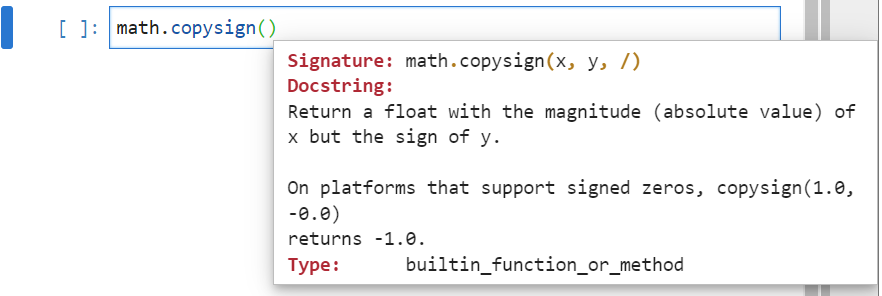 [ ]: math.copysign()
Signature: math.copysign(x, y, /)
Docstring:
Return a float with the magnitude (absolute value) of
x but the sign of y.
On platforms that support signed zeros, copysign(1.0,
-0.0)
returns -1.0.
Type: builtin_function_or_method